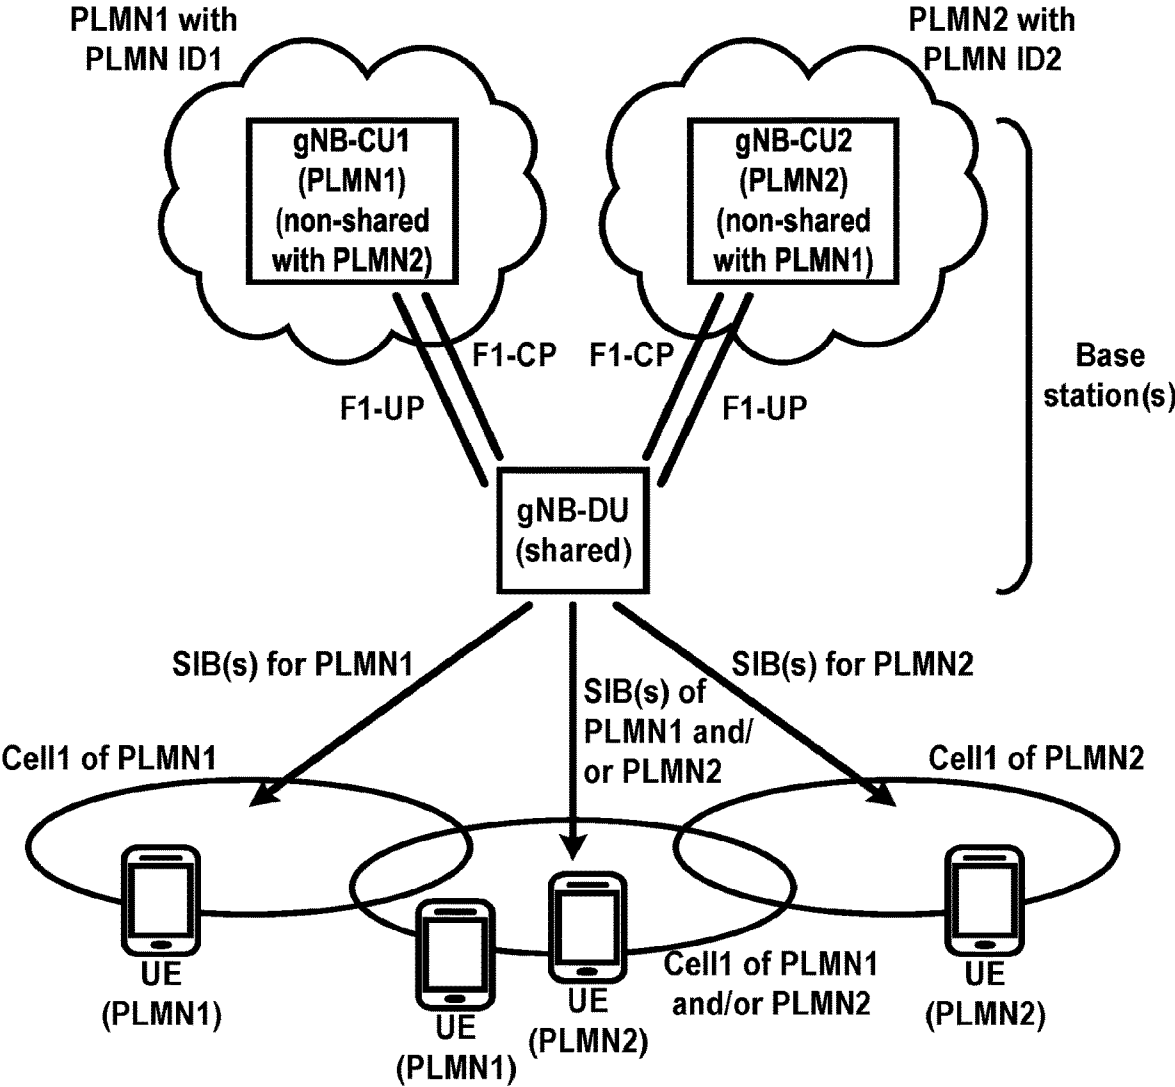 PLMN1 with
PLMN ID1
PLMN2 with
PLMN ID2
gNB-CU1
(PLMN1)
(non-shared
with PLMN2)
gNB-CU2
(PLMN2)
(non-shared
with PLMN1)
F1-CP
F1-CP
F1-UP
F1-UP
Base
station(s)
gNB-DU
(shared)
SIB(s) for PLMN1
SIB(s) of
PLMN1 and/
or PLMN2
SIB(s) for PLMN2
Cell1 of PLMN1
Cell1 of PLMN2
Cell1 of PLMN1
and/or PLMN2
UE
(PLMN1)
UE
(PLMN1)
UE
(PLMN2)
UE
(PLMN2)